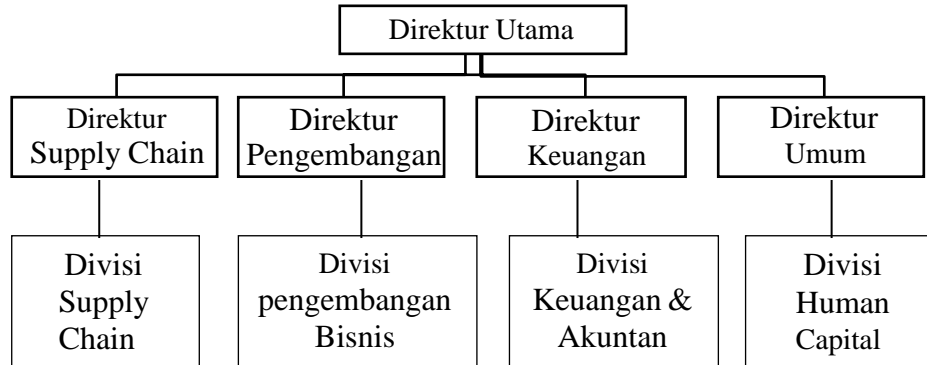 Direktur Utama
Direktur
Supply Chain
Direktur
Pengembangan
Direktur
Keuangan
Direktur
Umum
Divisi
Supply
Chain
Divisi
pengembangan
Bisnis
Divisi
Keuangan &
Akuntan
Divisi
Human
Capital